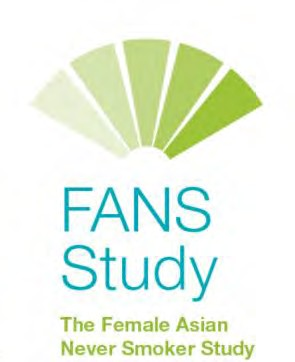 FANS
Study
The Female Asian
Never Smoker Study